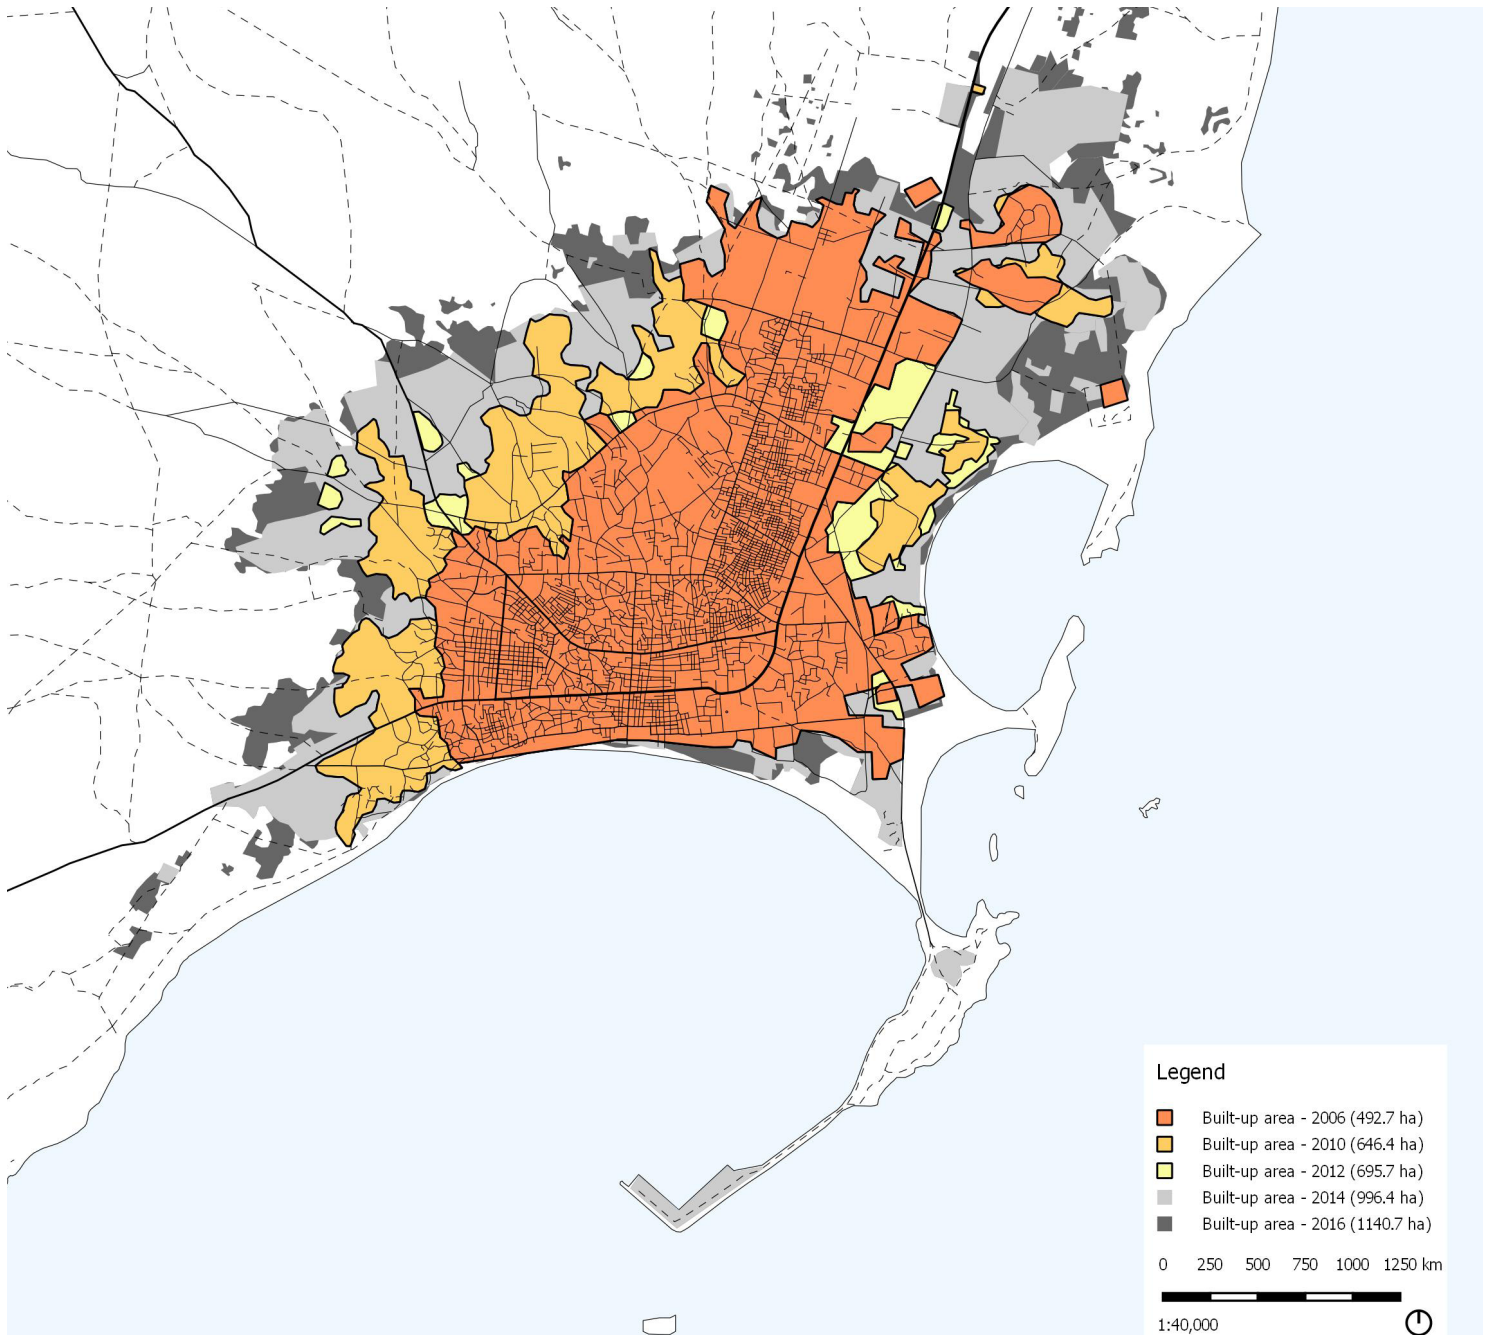 Legend
Built-up area - 2006 (492.7 ha)
Built-up area - 2010 (646.4 ha)
Built-up area - 2012 (695.7 ha)
Built-up area - 2014 (996.4 ha)
Built-up area - 2016 (1140.7 ha)
0 250 500 750 1000 1250 km
1:40,000